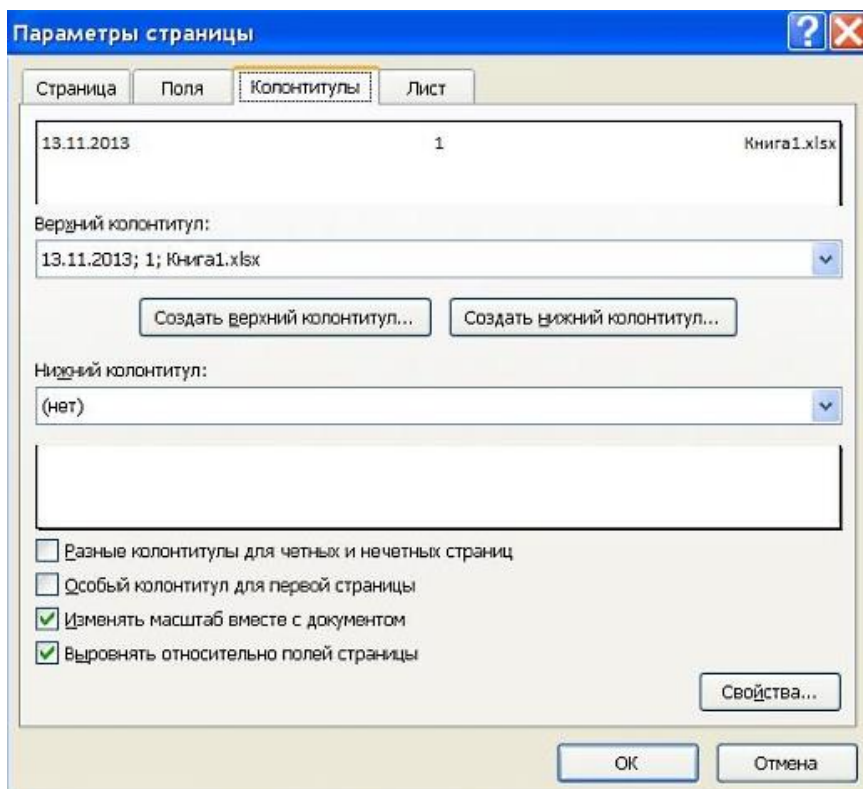 Параметры страницы
Страница Поля Колонтитулы Лист
13.11.2013 1 Книга1.xlsx
Верхний колонтитул:
13.11.2013; 1; Книга1.xlsx
Создать верхний колонтитул... Создать нижний колонтитул...
Нижний колонтитул:
(нет)
Разные колонтитулы для четных и нечетных страниц
Особый колонтитул для первой страницы
Изменять масштаб вместе с документом
Выровнять относительно полей страницы
Свойства...
ОК Отмена